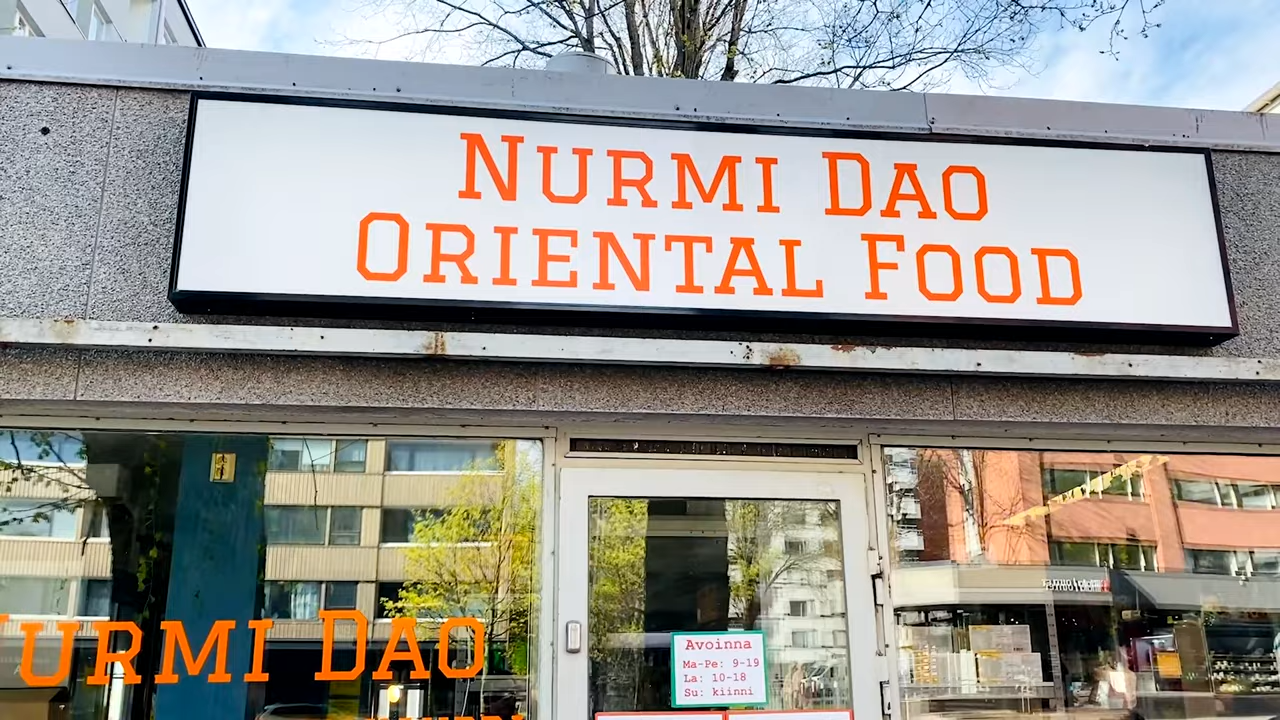 NURMI DAO
ORIENTAL FOOD
NURMI DAO
Avoinna
Ma-Pe: 9-19
La: 10-18
Su: kiinni